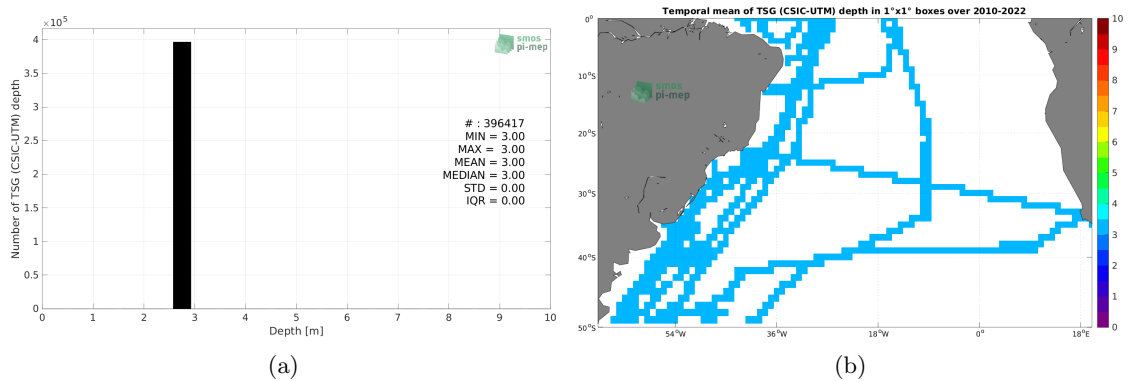 ×10⁵
4
3.5
3
2.5
2
1.5
1
0.5
0
0 1 2 3 4 5 6 7 8 9 10
Number of TSG (CSIC-UTM) depth
Depth [m]
smos
pi-mep
# : 396417
MIN = 3.00
MAX = 3.00
MEAN = 3.00
MEDIAN = 3.00
STD = 0.00
IQR = 0.00
(a)
Temporal mean of TSG (CSIC-UTM) depth in 1°x1° boxes over 2010-2022
0°
10°S
20°S
30°S
40°S
50°S
54°W 36°W 18°W 0° 18°E
smos
pi-mep
10
9
8
7
6
5
4
3
2
1
0
(b)